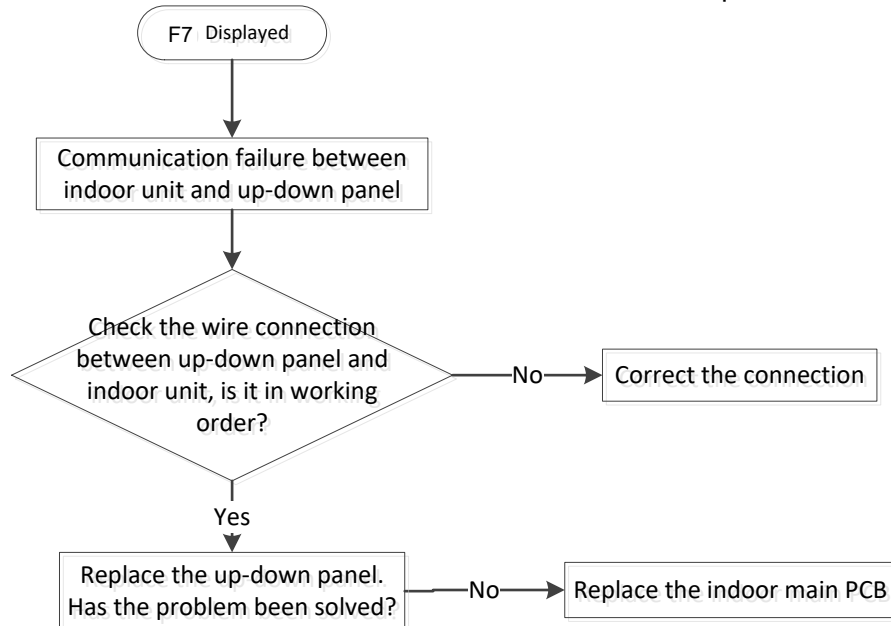 F7 Displayed
Communication failure between
indoor unit and up-down panel
Check the wire connection
between up-down panel and
indoor unit, is it in working
order?
No
Correct the connection
Yes
Replace the up-down panel.
Has the problem been solved?
No
Replace the indoor main PCB